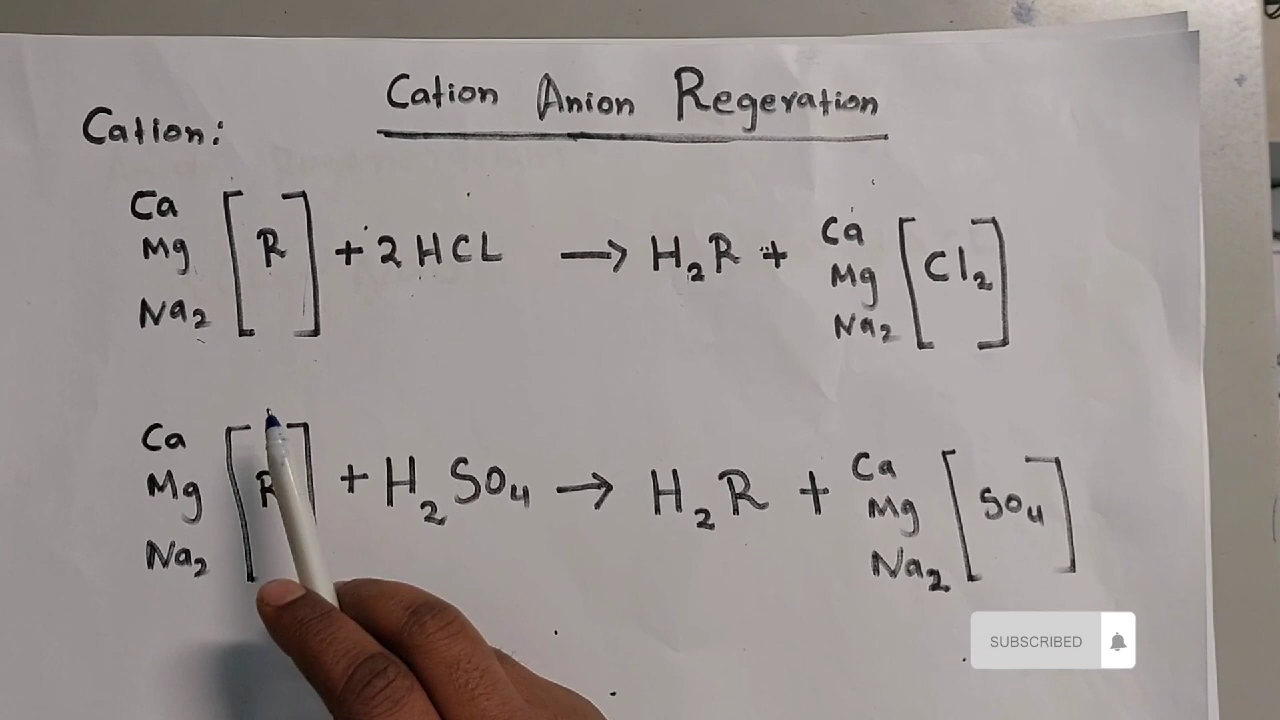 Cation Anion Regeration
Cation:
Ca
Mg [R] + 2HCL → H₂R + Ca Mg Na₂ [Cl₂]
Na₂
Ca
Mg [R] + H₂SO₄ → H₂R + Ca Mg Na₂ [SO₄]
Na₂
SUBSCRIBED